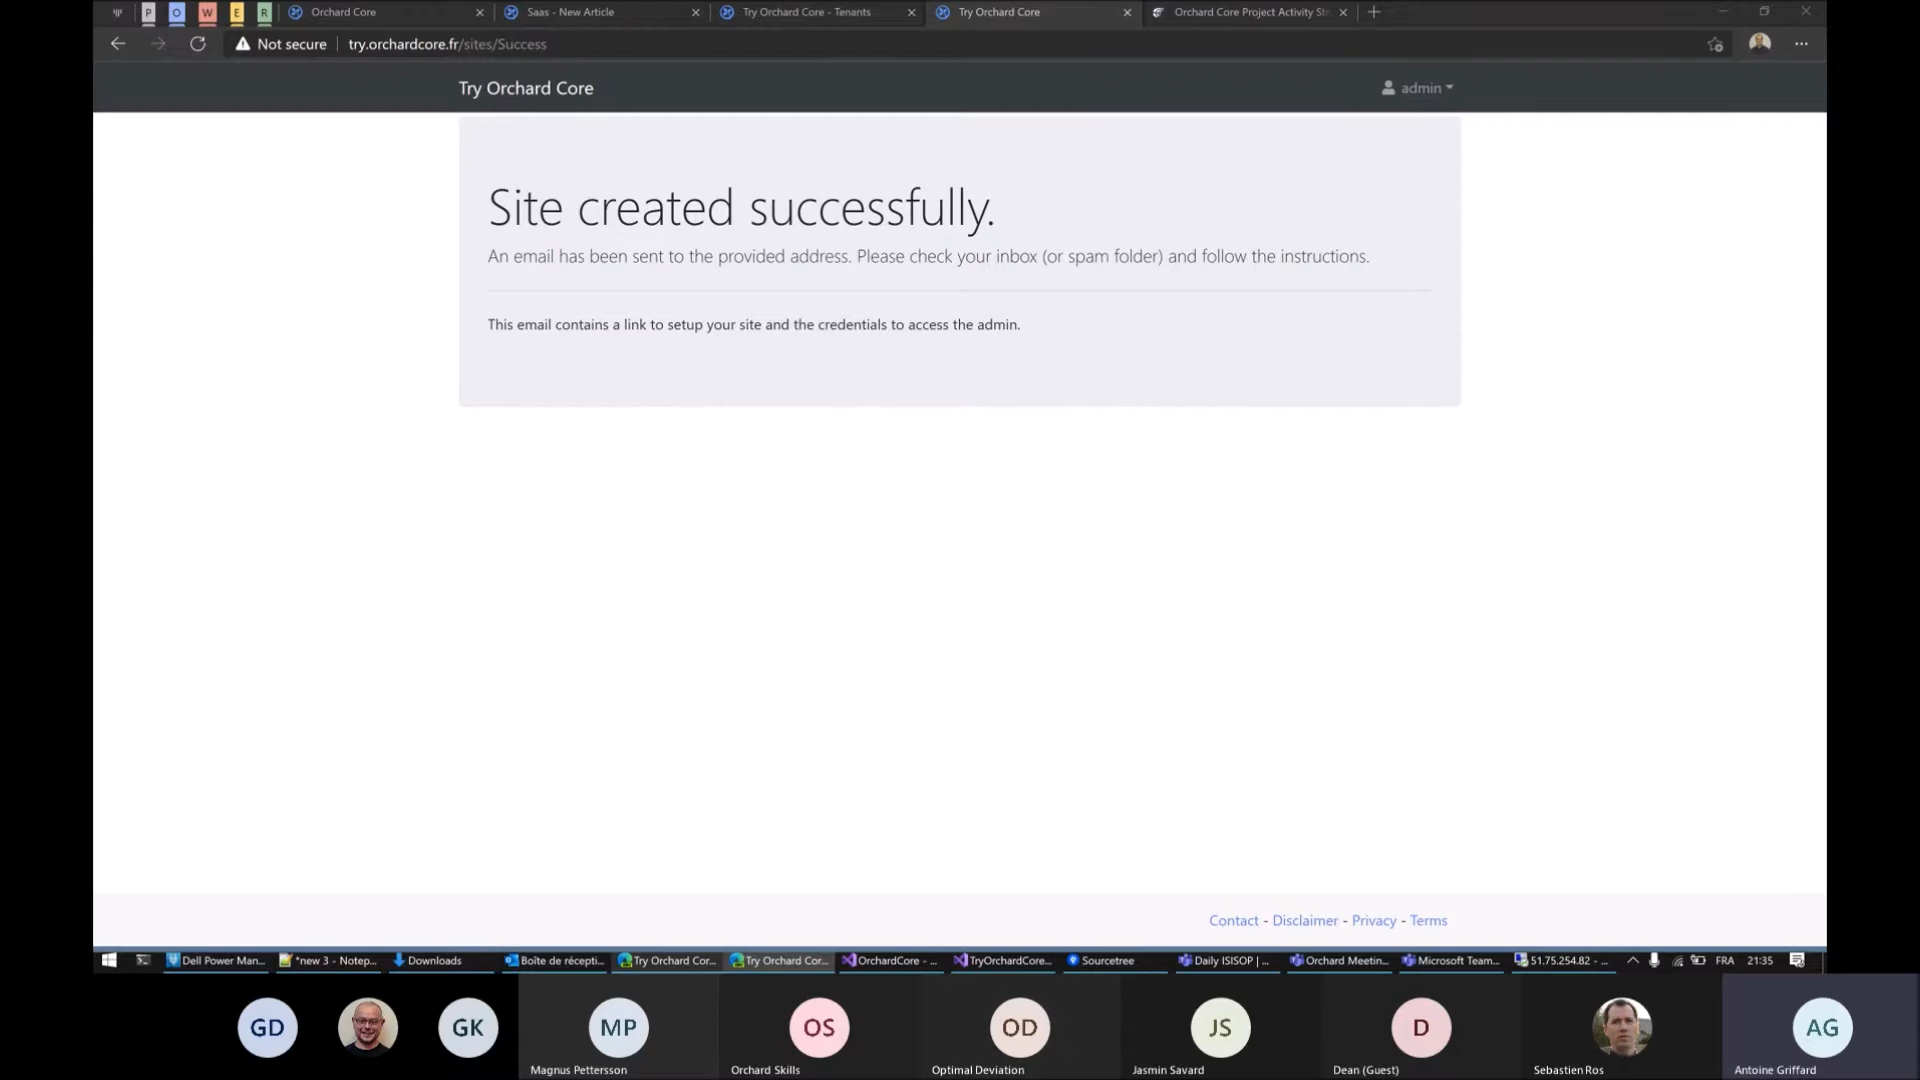 P O W E R Orchard Core Saas - New Article Try Orchard Core - Tenants Try Orchard Core Orchard Core Project Activity St
Not secure try.orchardcore.fr/sites/Success
Try Orchard Core admin
Site created successfully.
An email has been sent to the provided address. Please check your inbox (or spam folder) and follow the instructions.
This email contains a link to setup your site and the credentials to access the admin.
Contact - Disclaimer - Privacy - Terms
Dell Power Man... *new 3 - Notep... Downloads Boîte de récepti... Try Orchard Cor... Try Orchard Cor... OrchardCore - ... TryOrchardCore... Sourcetree Daily ISISOP | ... Orchard Meetin... Microsoft Team... 51.75.254.82 - ... FRA 21:35
GD GK MP OS OD JS D AG
Magnus Pettersson Orchard Skills Optimal Deviation Jasmin Savard Dean (Guest) Sebastien Ros Antoine Griffard